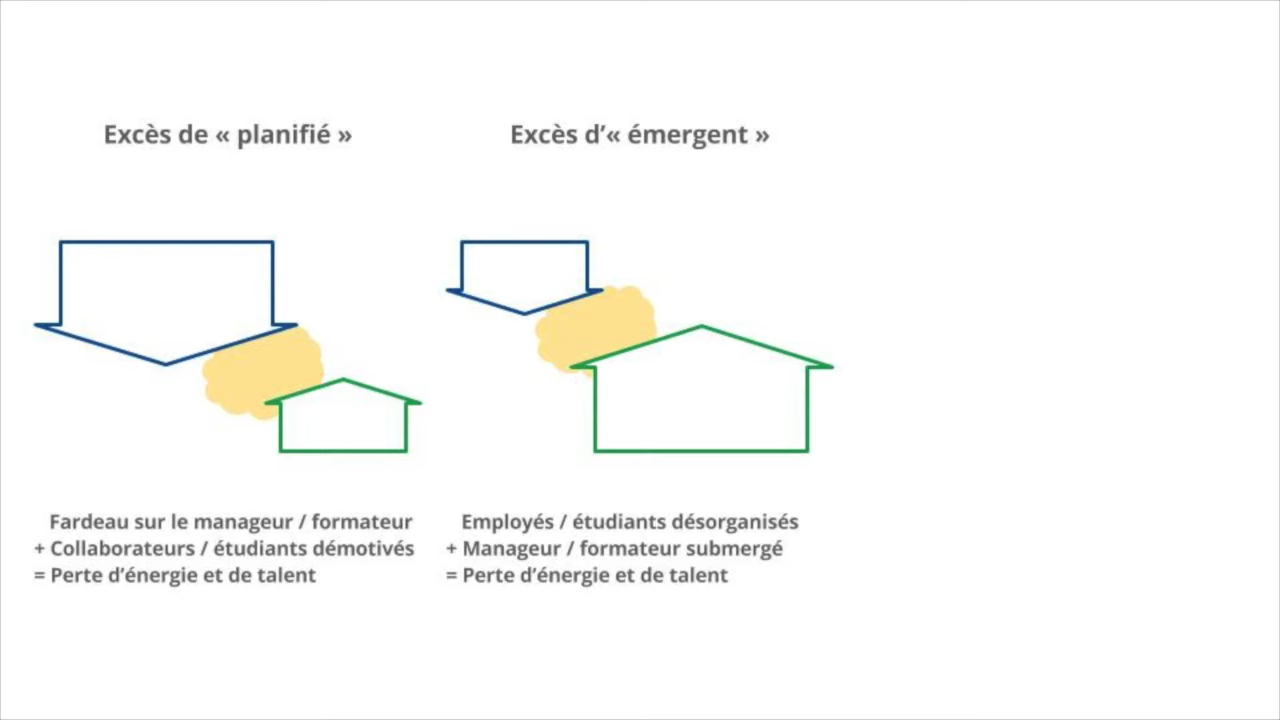 Excès de « planifié »
Excès d’« émergent »
Fardeau sur le manageur / formateur
+ Collaborateurs / étudiants démotivés
= Perte d’énergie et de talent
Employés / étudiants désorganisés
+ Manageur / formateur submergé
= Perte d’énergie et de talent